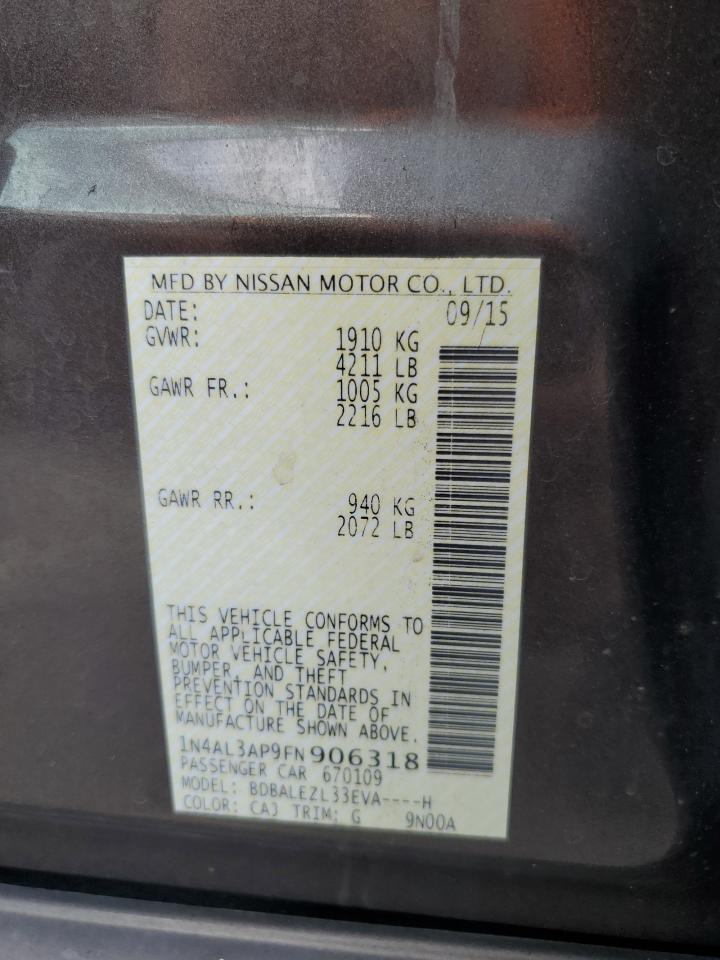 MFD BY NISSAN MOTOR CO., LTD.
DATE: 09/15
GVWR: 1910 KG
4211 LB
GAWR FR.: 1005 KG
2216 LB
GAWR RR.: 940 KG
2072 LB
THIS VEHICLE CONFORMS TO
ALL APPLICABLE FEDERAL
MOTOR VEHICLE SAFETY,
BUMPER, AND THEFT
PREVENTION STANDARDS IN
EFFECT ON THE DATE OF
MANUFACTURE SHOWN ABOVE.
1N4AL3AP9FN906318
PASSENGER CAR 670109
MODEL: BDBALEZL33EVA----H
COLOR: CAJ TRIM: G 9N00A